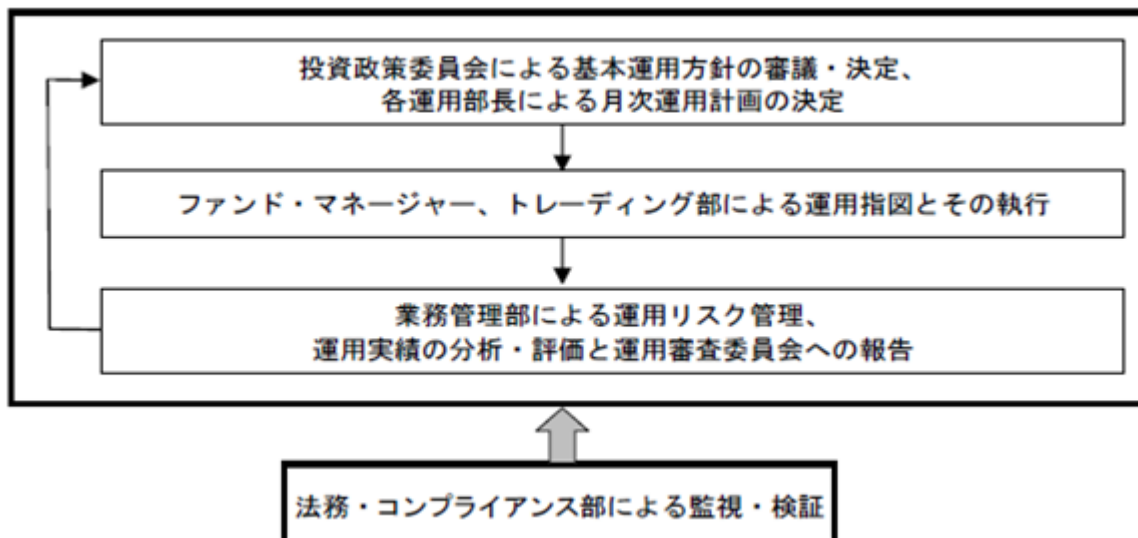 投資政策委員会による基本運用方針の審議・決定、
各運用部長による月次運用計画の決定
ファンド・マネージャー、トレーディング部による運用指図とその執行
業務管理部による運用リスク管理、
運用実績の分析・評価と運用審査委員会への報告
法務・コンプライアンス部による監視・検証